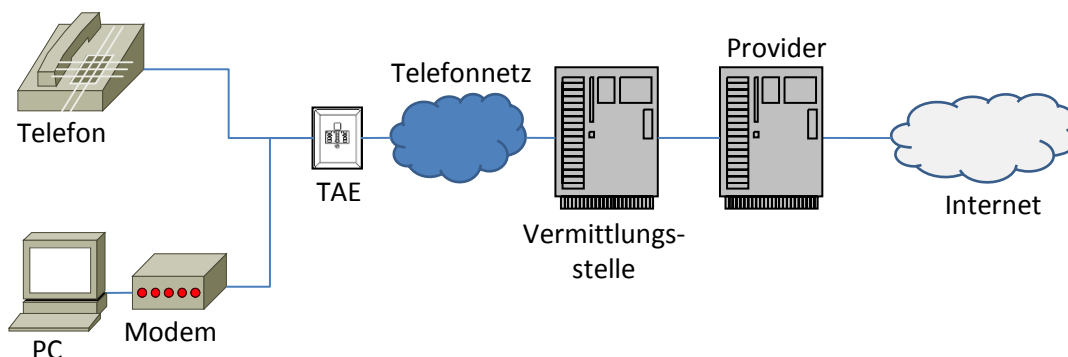 Provider
Telefonnetz
Telefon
TAE
Internet
Vermittlungs-
stelle
Modem
PC